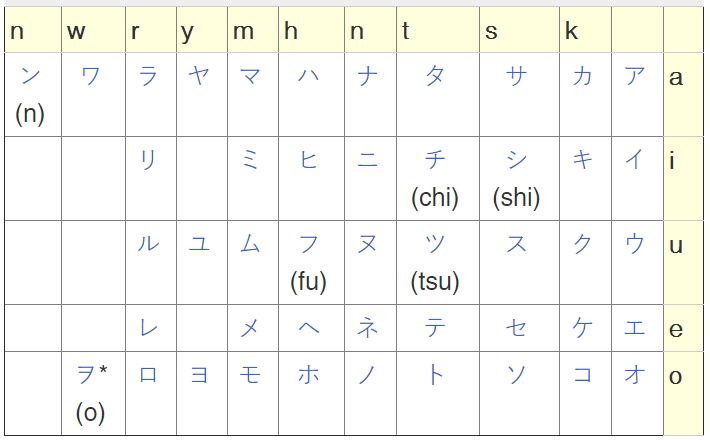 n w r y m h n t s k
ン ワ ラ ヤ マ ハ ナ タ サ カ ア a
(n)
リ ミ ヒ ニ チ シ キ イ i
(chi) (shi)
ル ユ ム フ ヌ ツ ス ク ウ u
(fu) (tsu)
レ メ ヘ ネ テ セ ケ エ e
ヲ* ロ ヨ モ ホ ノ ト ソ コ オ o
(o)